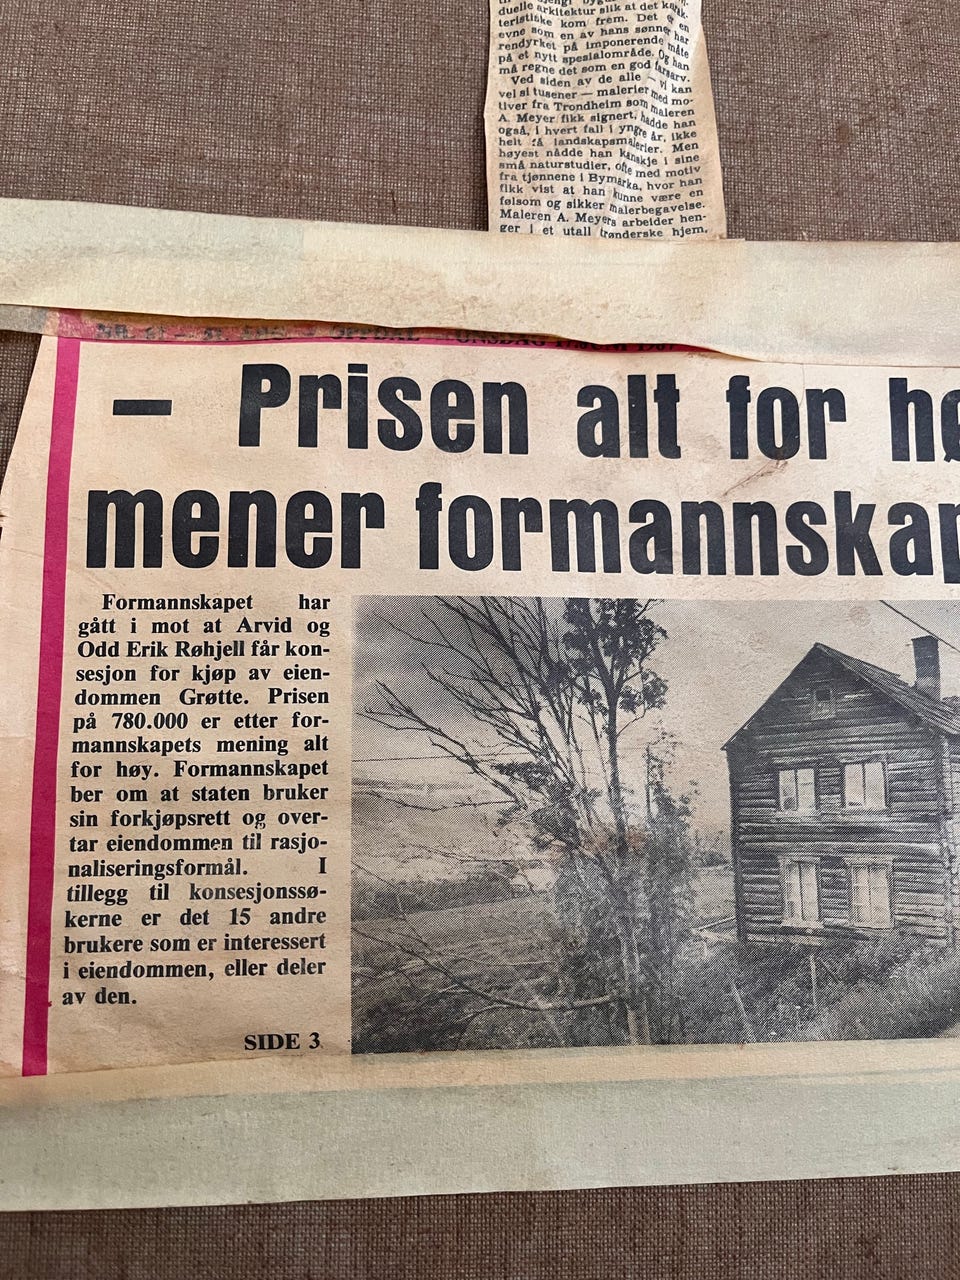 duelle arkitektur slik at det karak-
teristiske kom frem. Det er en
evne som en av hans sønner har
rendyrket på imponerende måte
på et nytt spesialområde. Og han
må regne det som en god farsarv.
Ved siden av de alle — vi kan
vel si tusener — malerier med mo-
tiver fra Trondheim som maleren
A. Meyer fikk signert, hadde han
også, i hvert fall i yngre år, ikke
helt få landskapsmalerier. Men
høyest nådde han kanskje i sine
små naturstudier, ofte med motiv
fra tjønnene i Bymarka, hvor han
fikk vist at han kunne være en
følsom og sikker malerbegavelse.
Maleren A. Meyers arbeider hen-
ger i et utall trønderske hjem.
OPPDAL ONSDAG
– Prisen alt for hø
mener formannskap
Formannskapet har
gått i mot at Arvid og
Odd Erik Røhjell får kon-
sesjon for kjøp av eien-
dommen Grøtte. Prisen
på 780.000 er etter for-
mannskapets mening alt
for høy. Formannskapet
ber om at staten bruker
sin forkjøpsrett og over-
tar eiendommen til rasjo-
naliseringsformål. I
tillegg til konsesjonssø-
kerne er det 15 andre
brukere som er interessert
i eiendommen, eller deler
av den.
SIDE 3